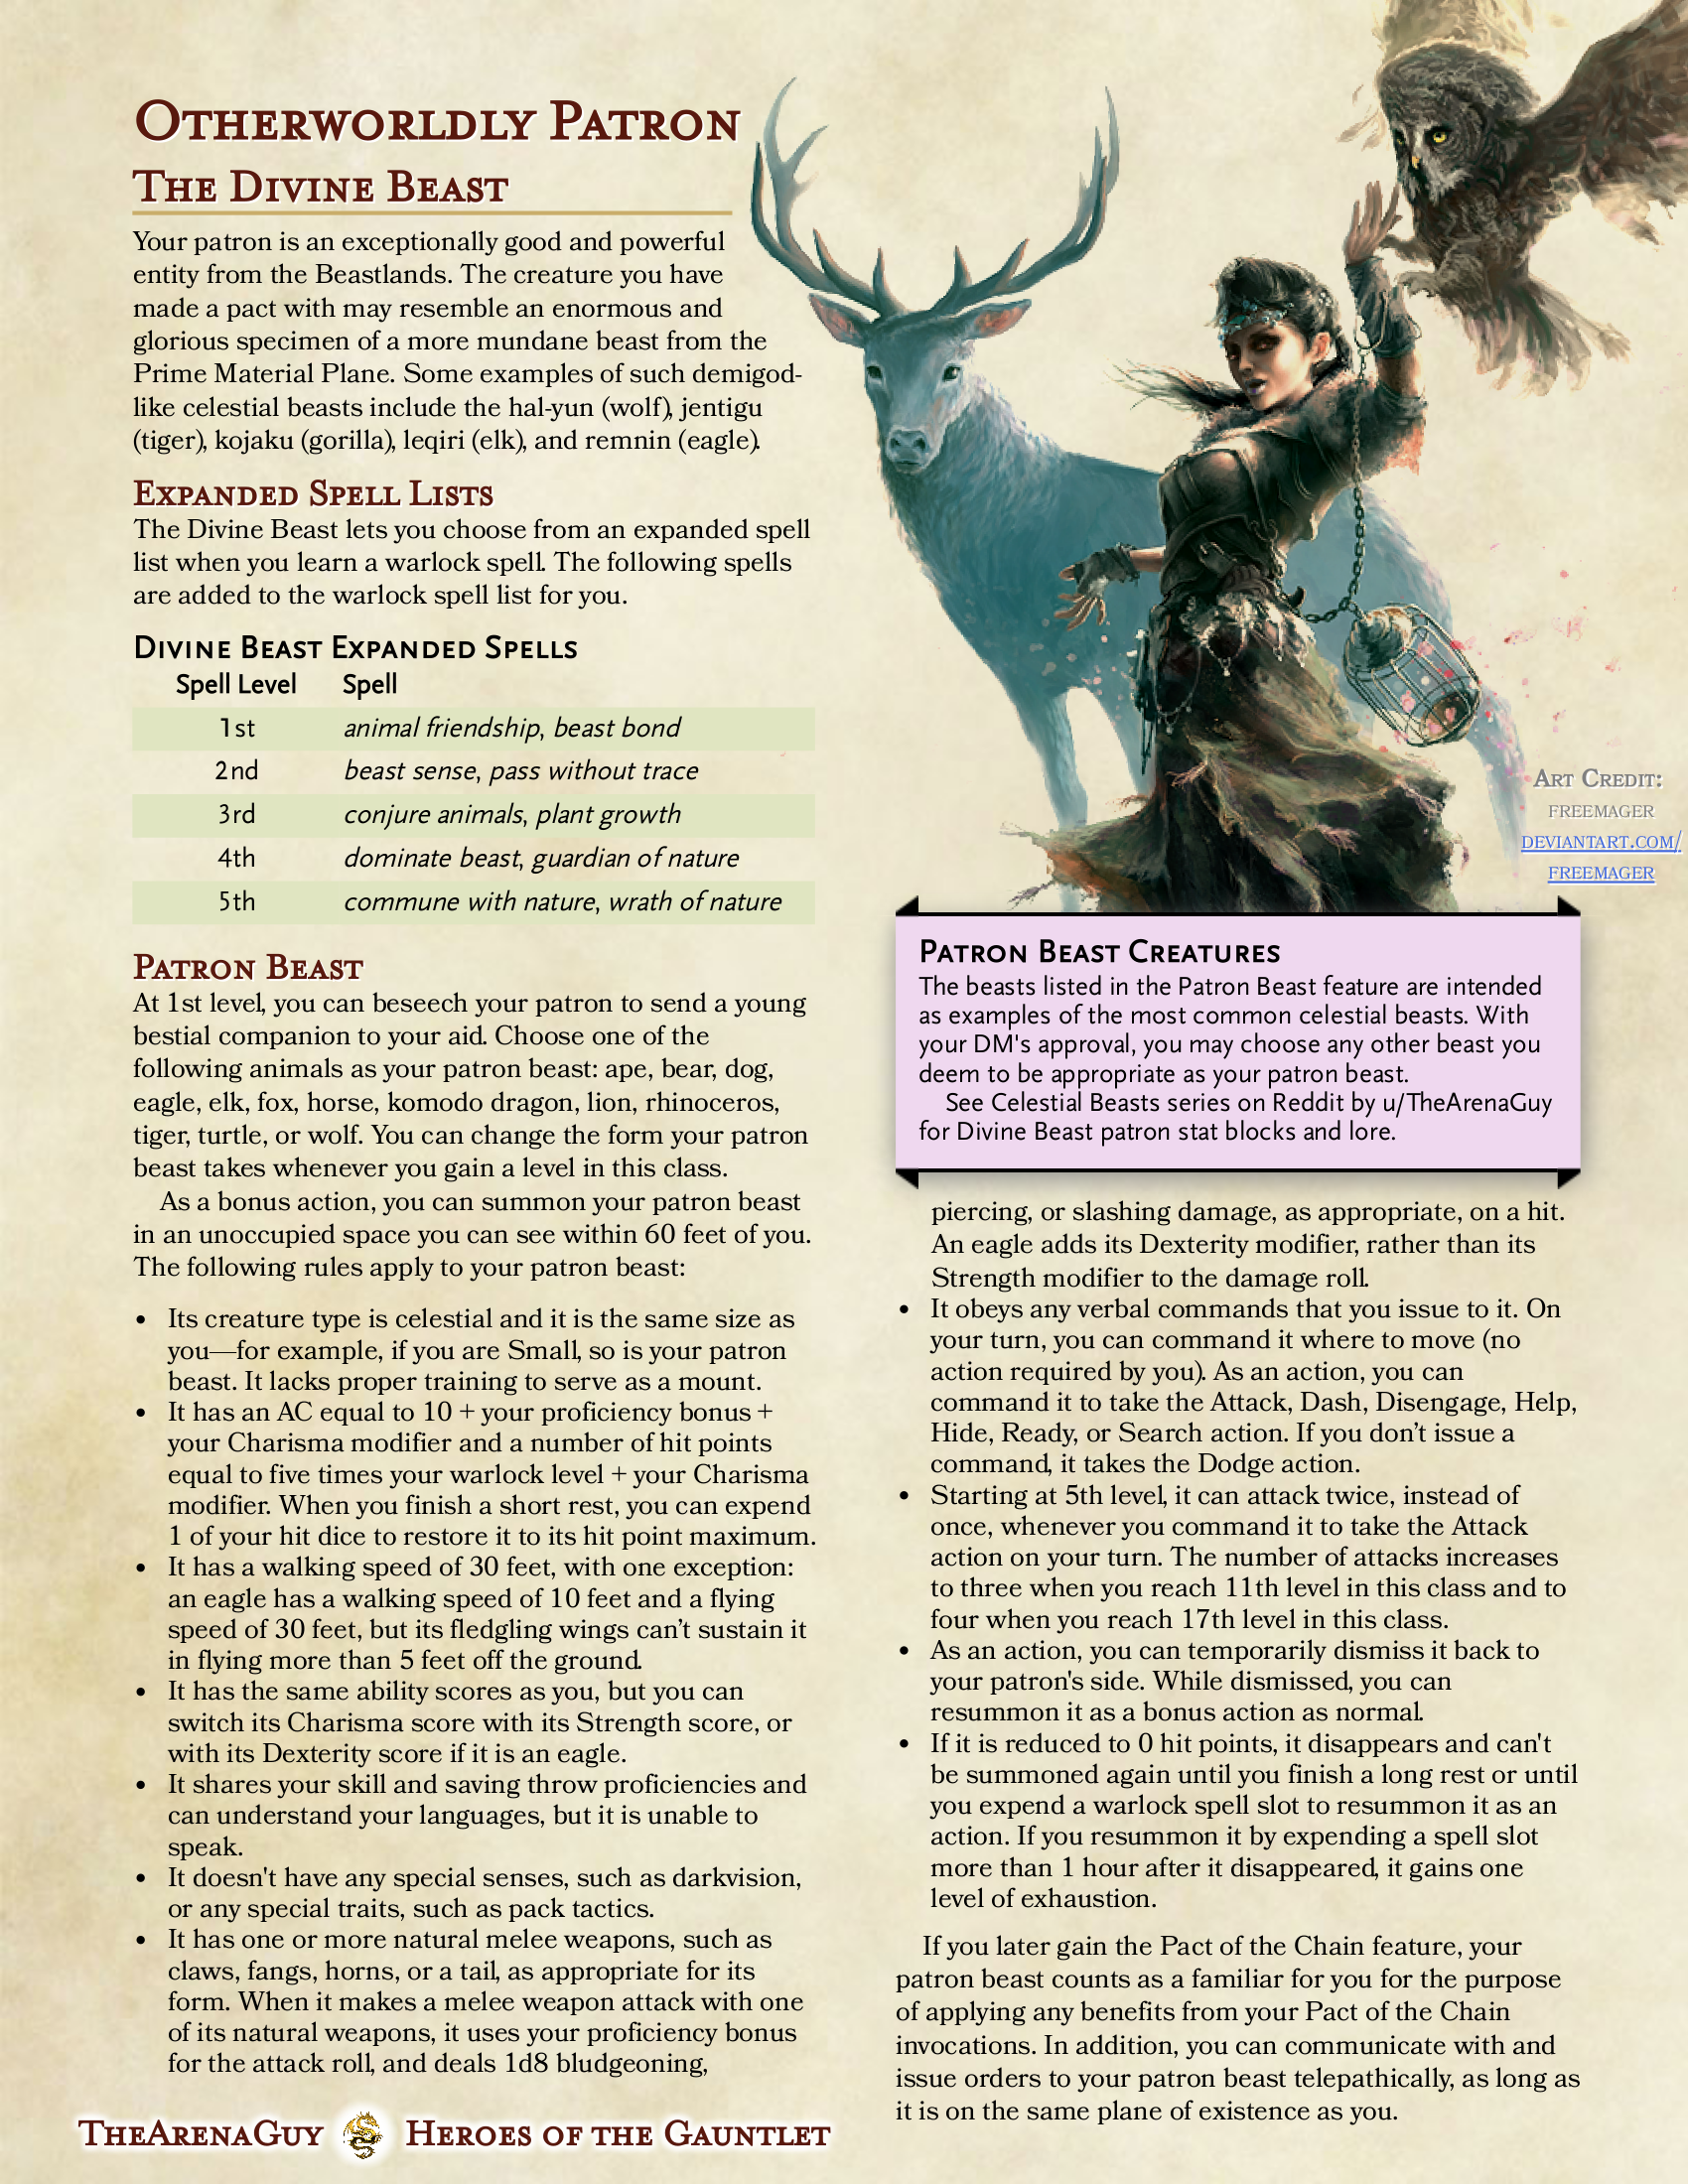 Otherworldly Patron
The Divine Beast
Your patron is an exceptionally good and powerful
entity from the Beastlands. The creature you have
made a pact with may resemble an enormous and
glorious specimen of a more mundane beast from the
Prime Material Plane. Some examples of such demigod-
like celestial beasts include the hal-yun (wolf), jentigu
(tiger), kojaku (gorilla), leqiri (elk), and remnin (eagle).
Expanded Spell Lists
The Divine Beast lets you choose from an expanded spell
list when you learn a warlock spell. The following spells
are added to the warlock spell list for you.
Divine Beast Expanded Spells
Spell Level Spell
1st animal friendship, beast bond
2nd beast sense, pass without trace
3rd conjure animals, plant growth
4th dominate beast, guardian of nature
5th commune with nature, wrath of nature
Patron Beast
At 1st level, you can beseech your patron to send a young
bestial companion to your aid. Choose one of the
following animals as your patron beast: ape, bear, dog,
eagle, elk, fox, horse, komodo dragon, lion, rhinoceros,
tiger, turtle, or wolf. You can change the form your patron
beast takes whenever you gain a level in this class.
As a bonus action, you can summon your patron beast
in an unoccupied space you can see within 60 feet of you.
The following rules apply to your patron beast:
• Its creature type is celestial and it is the same size as
you—for example, if you are Small, so is your patron
beast. It lacks proper training to serve as a mount.
• It has an AC equal to 10 + your proficiency bonus +
your Charisma modifier and a number of hit points
equal to five times your warlock level + your Charisma
modifier. When you finish a short rest, you can expend
1 of your hit dice to restore it to its hit point maximum.
• It has a walking speed of 30 feet, with one exception:
an eagle has a walking speed of 10 feet and a flying
speed of 30 feet, but its fledgling wings can’t sustain it
in flying more than 5 feet off the ground.
• It has the same ability scores as you, but you can
switch its Charisma score with its Strength score, or
with its Dexterity score if it is an eagle.
• It shares your skill and saving throw proficiencies and
can understand your languages, but it is unable to
speak.
• It doesn't have any special senses, such as darkvision,
or any special traits, such as pack tactics.
• It has one or more natural melee weapons, such as
claws, fangs, horns, or a tail, as appropriate for its
form. When it makes a melee weapon attack with one
of its natural weapons, it uses your proficiency bonus
for the attack roll, and deals 1d8 bludgeoning,
Art Credit:
freemager
deviantart.com/
freemager
Patron Beast Creatures
The beasts listed in the Patron Beast feature are intended
as examples of the most common celestial beasts. With
your DM's approval, you may choose any other beast you
deem to be appropriate as your patron beast.
See Celestial Beasts series on Reddit by u/TheArenaGuy
for Divine Beast patron stat blocks and lore.
piercing, or slashing damage, as appropriate, on a hit.
An eagle adds its Dexterity modifier, rather than its
Strength modifier to the damage roll.
• It obeys any verbal commands that you issue to it. On
your turn, you can command it where to move (no
action required by you). As an action, you can
command it to take the Attack, Dash, Disengage, Help,
Hide, Ready, or Search action. If you don’t issue a
command, it takes the Dodge action.
• Starting at 5th level, it can attack twice, instead of
once, whenever you command it to take the Attack
action on your turn. The number of attacks increases
to three when you reach 11th level in this class and to
four when you reach 17th level in this class.
• As an action, you can temporarily dismiss it back to
your patron's side. While dismissed, you can
resummon it as a bonus action as normal.
• If it is reduced to 0 hit points, it disappears and can't
be summoned again until you finish a long rest or until
you expend a warlock spell slot to resummon it as an
action. If you resummon it by expending a spell slot
more than 1 hour after it disappeared, it gains one
level of exhaustion.
If you later gain the Pact of the Chain feature, your
patron beast counts as a familiar for you for the purpose
of applying any benefits from your Pact of the Chain
invocations. In addition, you can communicate with and
issue orders to your patron beast telepathically, as long as
it is on the same plane of existence as you.
TheArenaGuy Heroes of the Gauntlet